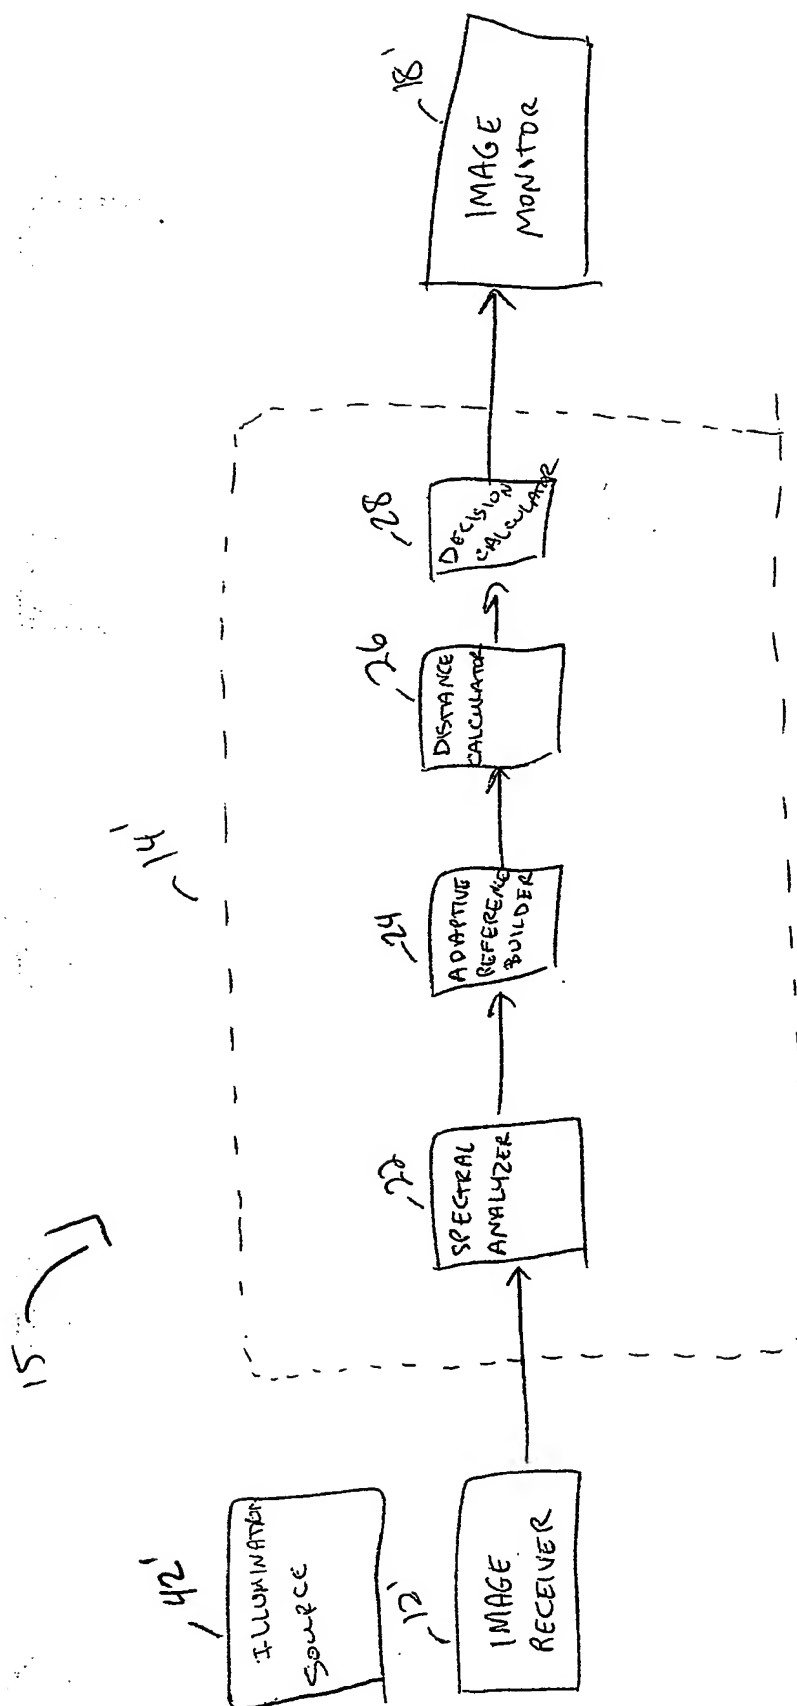 15
42'
ILLUMINATION
SOURCE
12'
IMAGE
RECEIVER
14'
22
SPECTRAL
ANALYZER
24
ADAPTIVE
REFERENCE
BUILDER
26
DISTANCE
CALCULATOR
28
DECISION
CALCULATOR
18'
IMAGE
MONITOR